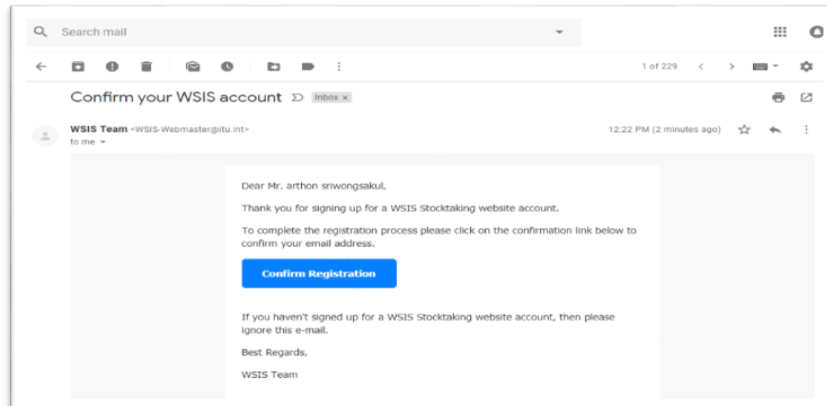 Search mail
1 of 229
Confirm your WSIS account Inbox x
WSIS Team <WSIS-Webmaster@itu.int> 12:22 PM (2 minutes ago)
to me
Dear Mr. arthon sriwongsakul,
Thank you for signing up for a WSIS Stocktaking website account.
To complete the registration process please click on the confirmation link below to
confirm your email address.
Confirm Registration
If you haven't signed up for a WSIS Stocktaking website account, then please
ignore this e-mail.
Best Regards,
WSIS Team